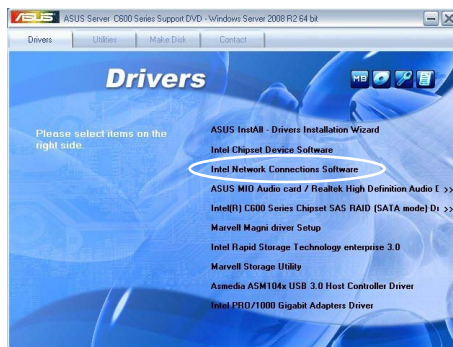 ASUS Server C600 Series Support DVD - Windows Server 2008 R2 64 bit
Drivers
Utilities
Make Disk
Contact
Drivers
Please select items on the
right side.
ASUS InstAll - Drivers Installation Wizard
Intel Chipset Device Software
Intel Network Connections Software
ASUS MIO Audio card / Realtek High Definition Audio D >>
Intel(R) C600 Series Chipset SAS RAID (SATA mode) Dr >>
Marvell Magni driver Setup
Intel Rapid Storage Technology enterprise 3.0
Marvell Storage Utility
Asmedia ASM104x USB 3.0 Host Controller Driver
Intel PRO/1000 Gigabit Adapters Driver